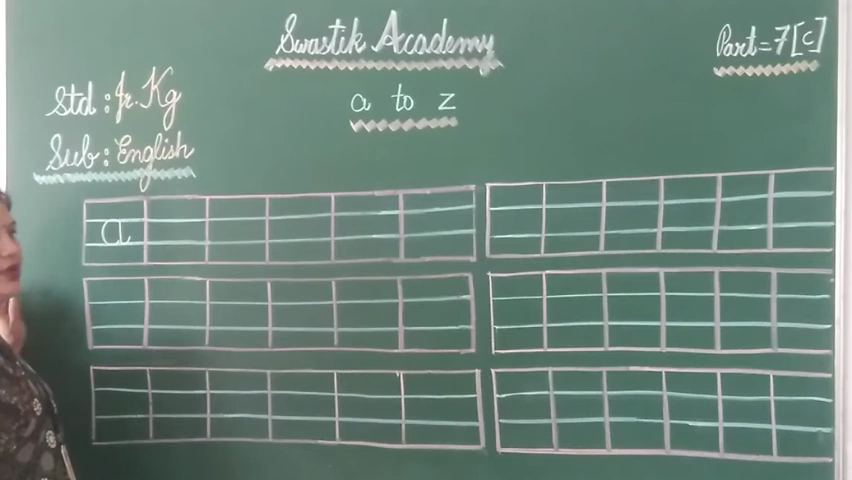 Swastik Academy
Part=7[C]
Std : Jr. Kg
a to z
Sub : English
a